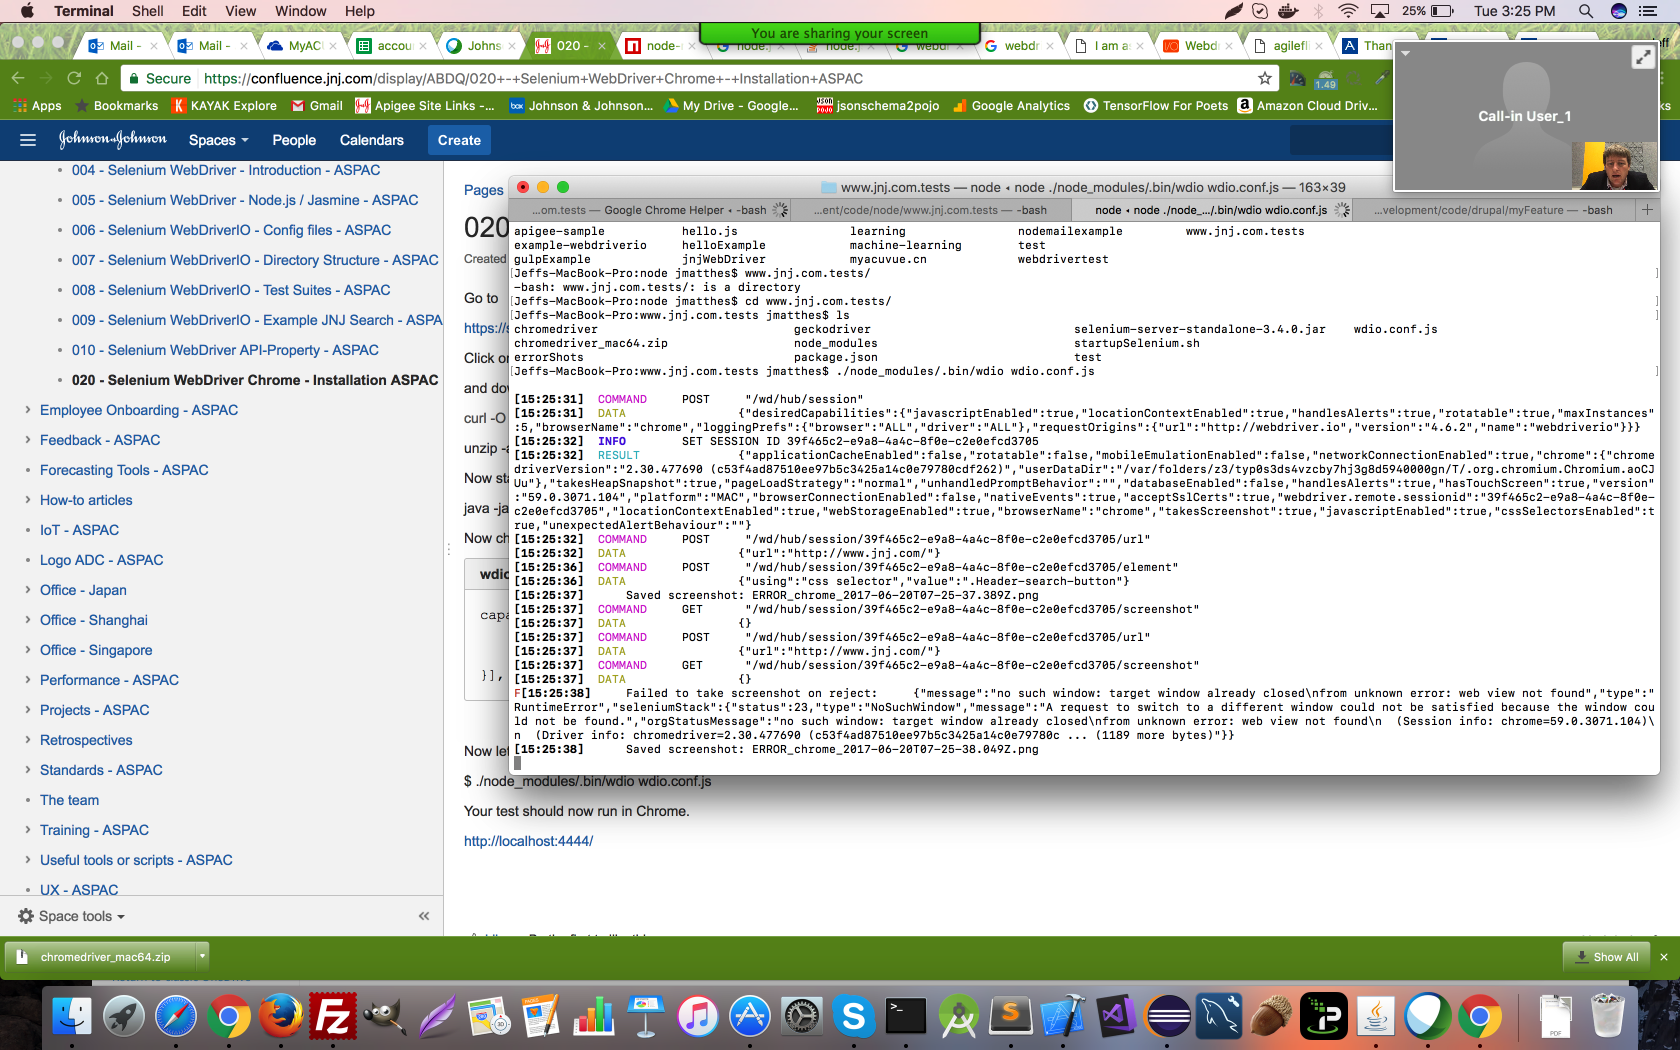 Terminal Shell Edit View Window Help 25% Tue 3:25 PM
You are sharing your screen
Mail - Mail - MyAC accou Johns 020 - node- node. webdr I am a Webd agilefl Than
Secure https://confluence.jnj.com/display/ABDQ/020+-+Selenium+WebDriver+Chrome+-+Installation+ASPAC 1.49
Apps Bookmarks KAYAK Explore Gmail Apigee Site Links -... Johnson & Johnson... My Drive - Google... jsonschema2pojo Google Analytics TensorFlow For Poets Amazon Cloud Driv...
Call-in User_1
Johnson & Johnson Spaces People Calendars Create
004 - Selenium WebDriver - Introduction - ASPAC
005 - Selenium WebDriver - Node.js / Jasmine - ASPAC
006 - Selenium WebDriverIO - Config files - ASPAC
007 - Selenium WebDriverIO - Directory Structure - ASPAC
008 - Selenium WebDriverIO - Test Suites - ASPAC
009 - Selenium WebDriverIO - Example JNJ Search - ASPA
010 - Selenium WebDriver API-Property - ASPAC
020 - Selenium WebDriver Chrome - Installation ASPAC
Employee Onboarding - ASPAC
Feedback - ASPAC
Forecasting Tools - ASPAC
How-to articles
IoT - ASPAC
Logo ADC - ASPAC
Office - Japan
Office - Shanghai
Office - Singapore
Performance - ASPAC
Projects - ASPAC
Retrospectives
Standards - ASPAC
The team
Training - ASPAC
Useful tools or scripts - ASPAC
UX - ASPAC
Space tools
Pages
020
Created
Go to
https://s
Click on
and dov
curl -O
unzip -a
Now sta
java -ja
Now ch
wdio
capa
}],
Now let
$ ./node_modules/.bin/wdio wdio.conf.js
Your test should now run in Chrome.
http://localhost:4444/
www.jnj.com.tests — node ◂ node ./node_modules/.bin/wdio wdio.conf.js — 163×39
...om.tests — Google Chrome Helper ◂ -bash ...ent/code/node/www.jnj.com.tests — -bash node ◂ node ./node_.../.bin/wdio wdio.conf.js ...velopment/code/drupal/myFeature — -bash
apigee-sample hello.js learning nodemailexample www.jnj.com.tests
example-webdriverio helloExample machine-learning test
gulpExample jnjWebDriver myacuvue.cn webdrivertest
[Jeffs-MacBook-Pro:node jmatthes$ www.jnj.com.tests/ ]
-bash: www.jnj.com.tests/: is a directory
[Jeffs-MacBook-Pro:node jmatthes$ cd www.jnj.com.tests/ ]
[Jeffs-MacBook-Pro:www.jnj.com.tests jmatthes$ ls ]
chromedriver geckodriver selenium-server-standalone-3.4.0.jar wdio.conf.js
chromedriver_mac64.zip node_modules startupSelenium.sh
errorShots package.json test
[Jeffs-MacBook-Pro:www.jnj.com.tests jmatthes$ ./node_modules/.bin/wdio wdio.conf.js ]
[15:25:31] COMMAND POST "/wd/hub/session"
[15:25:31] DATA {"desiredCapabilities":{"javascriptEnabled":true,"locationContextEnabled":true,"handlesAlerts":true,"rotatable":true,"maxInstances"
:5,"browserName":"chrome","loggingPrefs":{"browser":"ALL","driver":"ALL"},"requestOrigins":{"url":"http://webdriver.io","version":"4.6.2","name":"webdriverio"}}}
[15:25:32] INFO SET SESSION ID 39f465c2-e9a8-4a4c-8f0e-c2e0efcd3705
[15:25:32] RESULT {"applicationCacheEnabled":false,"rotatable":false,"mobileEmulationEnabled":false,"networkConnectionEnabled":true,"chrome":{"chrome
driverVersion":"2.30.477690 (c53f4ad87510ee97b5c3425a14c0e79780cdf262)","userDataDir":"/var/folders/z3/typ0s3ds4vzcby7hj3g8d5940000gn/T/.org.chromium.Chromium.aoCJ
Uu"},"takesHeapSnapshot":true,"pageLoadStrategy":"normal","unhandledPromptBehavior":"","databaseEnabled":false,"handlesAlerts":true,"hasTouchScreen":true,"version"
:"59.0.3071.104","platform":"MAC","browserConnectionEnabled":false,"nativeEvents":true,"acceptSslCerts":true,"webdriver.remote.sessionid":"39f465c2-e9a8-4a4c-8f0e-
c2e0efcd3705","locationContextEnabled":true,"webStorageEnabled":true,"browserName":"chrome","takesScreenshot":true,"javascriptEnabled":true,"cssSelectorsEnabled":t
rue,"unexpectedAlertBehaviour":""}
[15:25:32] COMMAND POST "/wd/hub/session/39f465c2-e9a8-4a4c-8f0e-c2e0efcd3705/url"
[15:25:32] DATA {"url":"http://www.jnj.com/"}
[15:25:36] COMMAND POST "/wd/hub/session/39f465c2-e9a8-4a4c-8f0e-c2e0efcd3705/element"
[15:25:36] DATA {"using":"css selector","value":".Header-search-button"}
[15:25:37] Saved screenshot: ERROR_chrome_2017-06-20T07-25-37.389Z.png
[15:25:37] COMMAND GET "/wd/hub/session/39f465c2-e9a8-4a4c-8f0e-c2e0efcd3705/screenshot"
[15:25:37] DATA {}
[15:25:37] COMMAND POST "/wd/hub/session/39f465c2-e9a8-4a4c-8f0e-c2e0efcd3705/url"
[15:25:37] DATA {"url":"http://www.jnj.com/"}
[15:25:37] COMMAND GET "/wd/hub/session/39f465c2-e9a8-4a4c-8f0e-c2e0efcd3705/screenshot"
[15:25:37] DATA {}
F[15:25:38] Failed to take screenshot on reject: {"message":"no such window: target window already closed\nfrom unknown error: web view not found","type":"
RuntimeError","seleniumStack":{"status":23,"type":"NoSuchWindow","message":"A request to switch to a different window could not be satisfied because the window cou
ld not be found.","orgStatusMessage":"no such window: target window already closed\nfrom unknown error: web view not found\n (Session info: chrome=59.0.3071.104)\
n (Driver info: chromedriver=2.30.477690 (c53f4ad87510ee97b5c3425a14c0e79780c ... (1189 more bytes)"}}
[15:25:38] Saved screenshot: ERROR_chrome_2017-06-20T07-25-38.049Z.png
chromedriver_mac64.zip Show All